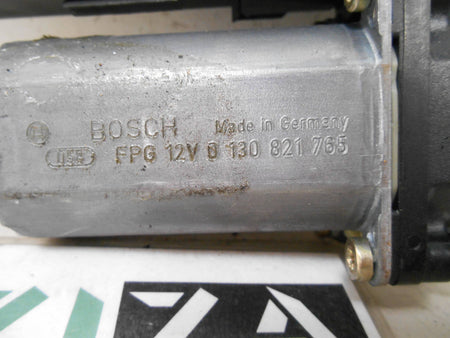 BOSCH Made in Germany
FPG 12V 0 130 821 765